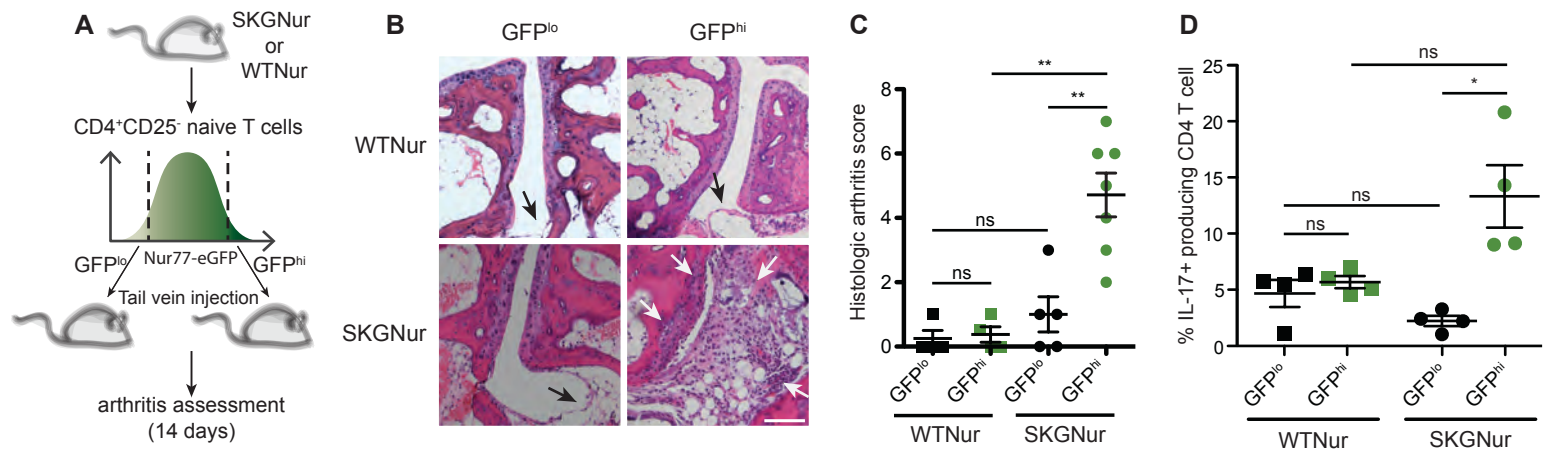 A
SKGNur
or
WTNur
CD4⁺CD25⁻ naive T cells
GFPˡᵒ
Nur77-eGFP
GFPʰⁱ
Tail vein injection
arthritis assessment
(14 days)
B
GFPˡᵒ
GFPʰⁱ
WTNur
SKGNur
C
Histologic arthritis score
8
6
4
2
0
**
**
ns
ns
GFPˡᵒ
GFPʰⁱ
GFPˡᵒ
GFPʰⁱ
WTNur
SKGNur
D
% IL-17+ producing CD4 T cell
25
20
15
10
5
0
ns
*
ns
ns
GFPˡᵒ
GFPʰⁱ
GFPˡᵒ
GFPʰⁱ
WTNur
SKGNur